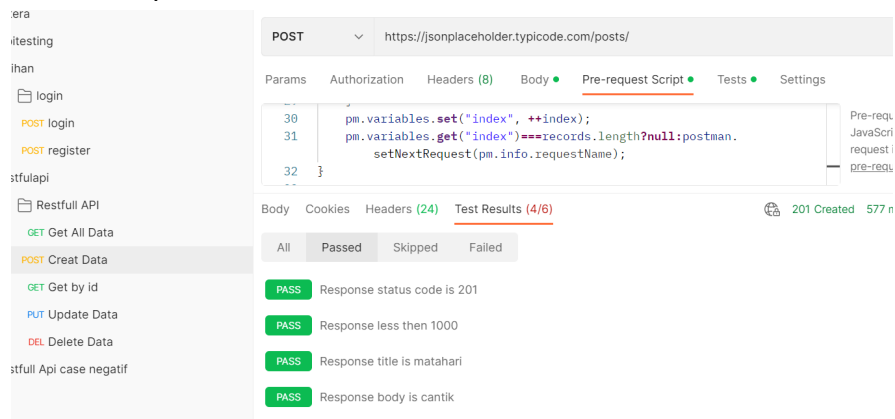 tera
pitesting
ihan
login
POST login
POST register
stfulapi
Restfull API
GET Get All Data
POST Creat Data
GET Get by id
PUT Update Data
DEL Delete Data
stfull Api case negatif
POST https://jsonplaceholder.typicode.com/posts/
Params Authorization Headers (8) Body Pre-request Script Tests Settings
30 pm.variables.set("index", ++index);
31 pm.variables.get("index")===records.length?null:postman.
setNextRequest(pm.info.requestName);
32 }
Pre-requ
JavaScri
request i
pre-requ
Body Cookies Headers (24) Test Results (4/6) 201 Created 577 m
All Passed Skipped Failed
PASS Response status code is 201
PASS Response less then 1000
PASS Response title is matahari
PASS Response body is cantik